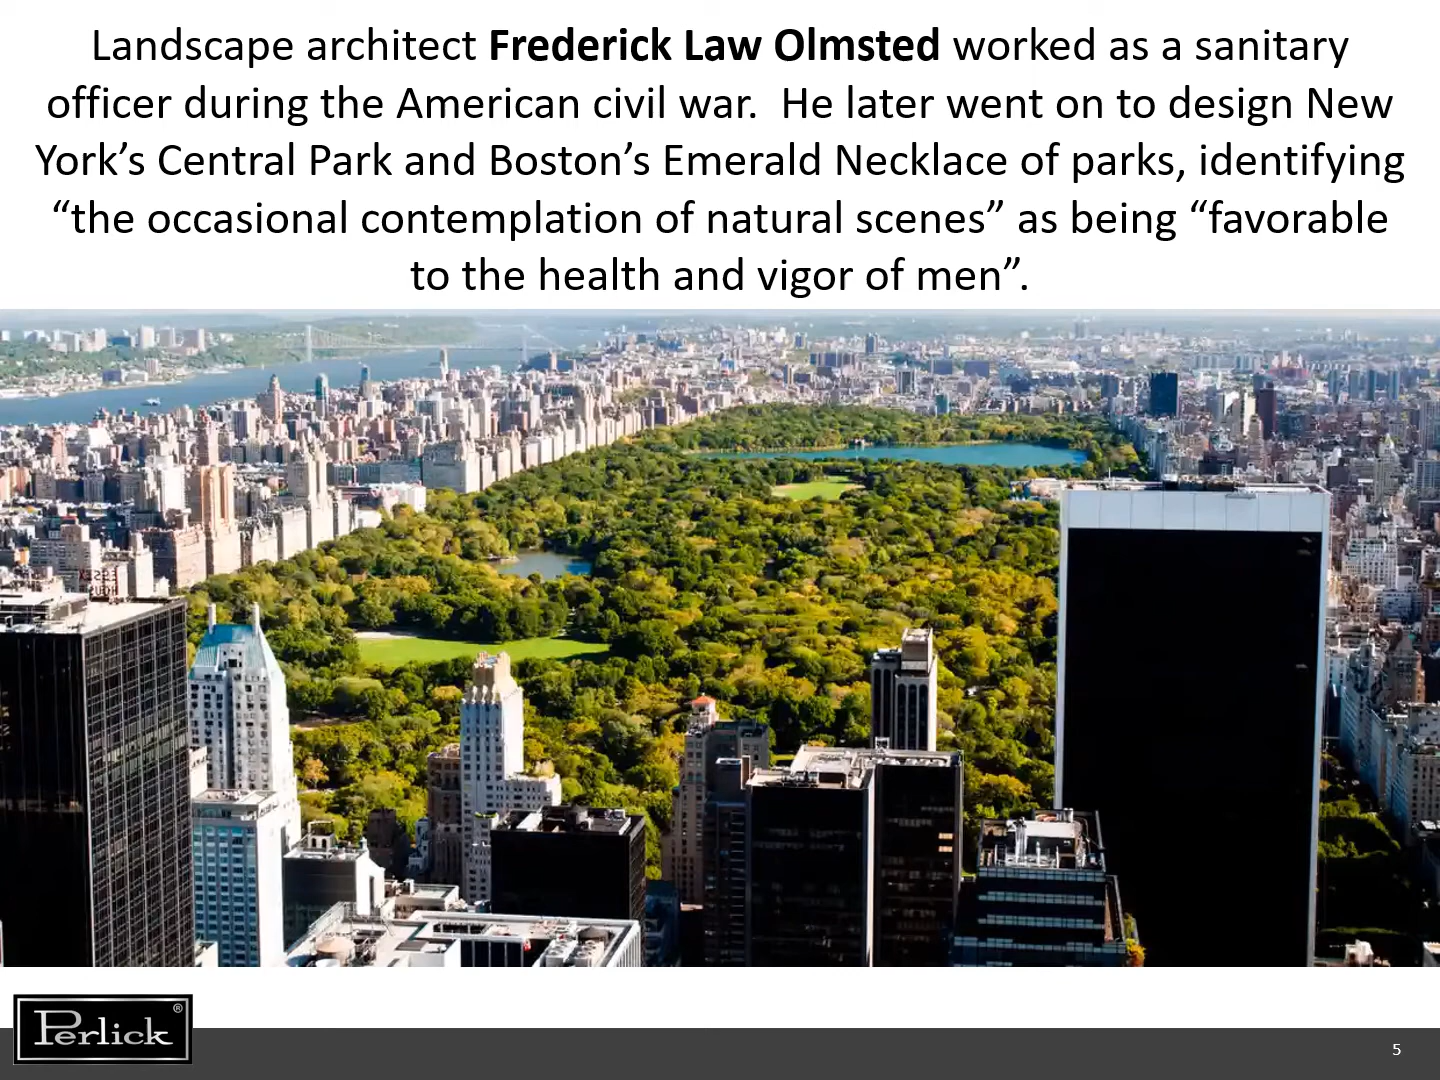 Landscape architect Frederick Law Olmsted worked as a sanitary
officer during the American civil war.  He later went on to design New
York’s Central Park and Boston’s Emerald Necklace of parks, identifying
“the occasional contemplation of natural scenes” as being “favorable
to the health and vigor of men”.
Perlick®
5